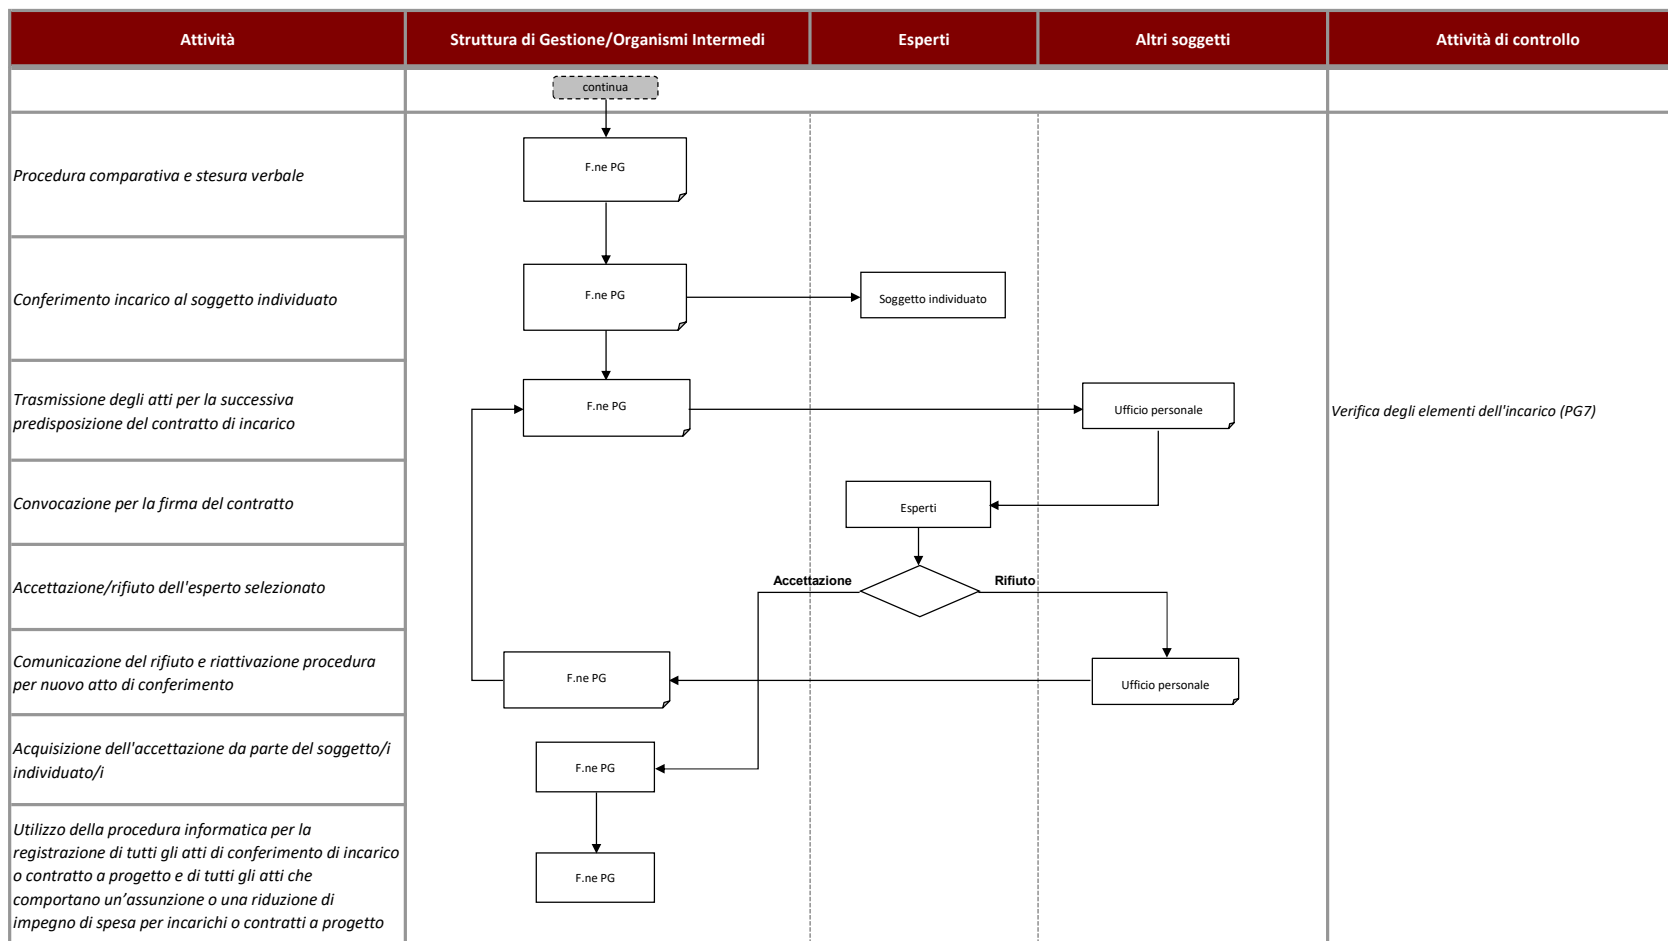 Attività
Struttura di Gestione/Organismi Intermedi
Esperti
Altri soggetti
Attività di controllo
continua
Procedura comparativa e stesura verbale
F.ne PG
Conferimento incarico al soggetto individuato
F.ne PG
Soggetto individuato
Trasmissione degli atti per la successiva
predisposizione del contratto di incarico
F.ne PG
Ufficio personale
Verifica degli elementi dell'incarico (PG7)
Convocazione per la firma del contratto
Esperti
Accettazione/rifiuto dell'esperto selezionato
Accettazione
Rifiuto
Comunicazione del rifiuto e riattivazione procedura
per nuovo atto di conferimento
F.ne PG
Ufficio personale
Acquisizione dell'accettazione da parte del soggetto/i
individuato/i
F.ne PG
Utilizzo della procedura informatica per la
registrazione di tutti gli atti di conferimento di incarico
o contratto a progetto e di tutti gli atti che
comportano un’assunzione o una riduzione di
impegno di spesa per incarichi o contratti a progetto
F.ne PG